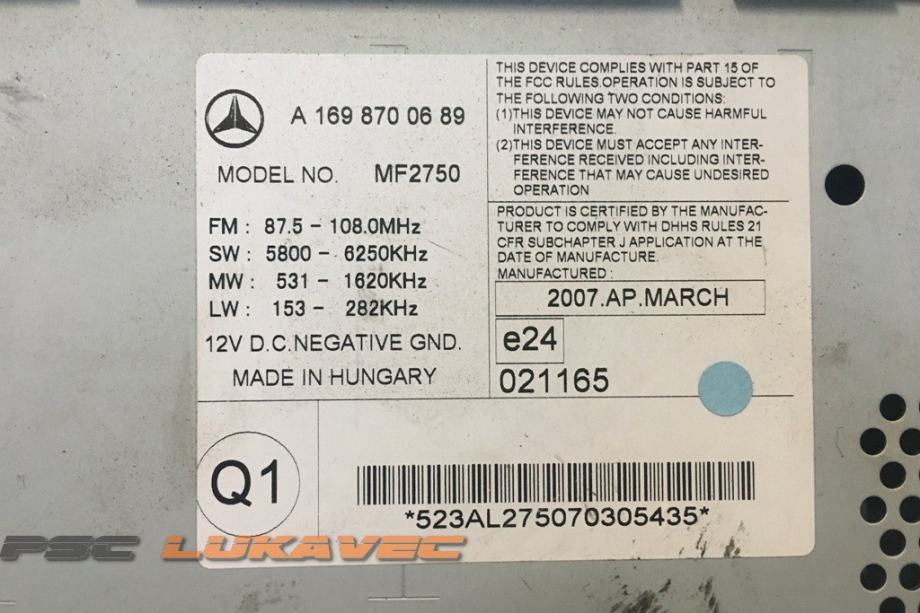 A 169 870 06 89
MODEL NO. MF2750
FM : 87.5 - 108.0MHz
SW : 5800 - 6250KHz
MW : 531 - 1620KHz
LW : 153 - 282KHz
12V D.C.NEGATIVE GND.
MADE IN HUNGARY
THIS DEVICE COMPLIES WITH PART 15 OF
THE FCC RULES.OPERATION IS SUBJECT TO
THE FOLLOWING TWO CONDITIONS:
(1)THIS DEVICE MAY NOT CAUSE HARMFUL
INTERFERENCE.
(2)THIS DEVICE MUST ACCEPT ANY INTER-
FERENCE RECEIVED INCLUDING INTER-
FERENCE THAT MAY CAUSE UNDESIRED
OPERATION
PRODUCT IS CERTIFIED BY THE MANUFAC-
TURER TO COMPLY WITH DHHS RULES 21
CFR SUBCHAPTER J APPLICATION AT THE
DATE OF MANUFACTURE.
MANUFACTURED :
2007.AP.MARCH
e24
021165
Q1
*523AL275070305435*
PSC LUKAVEC